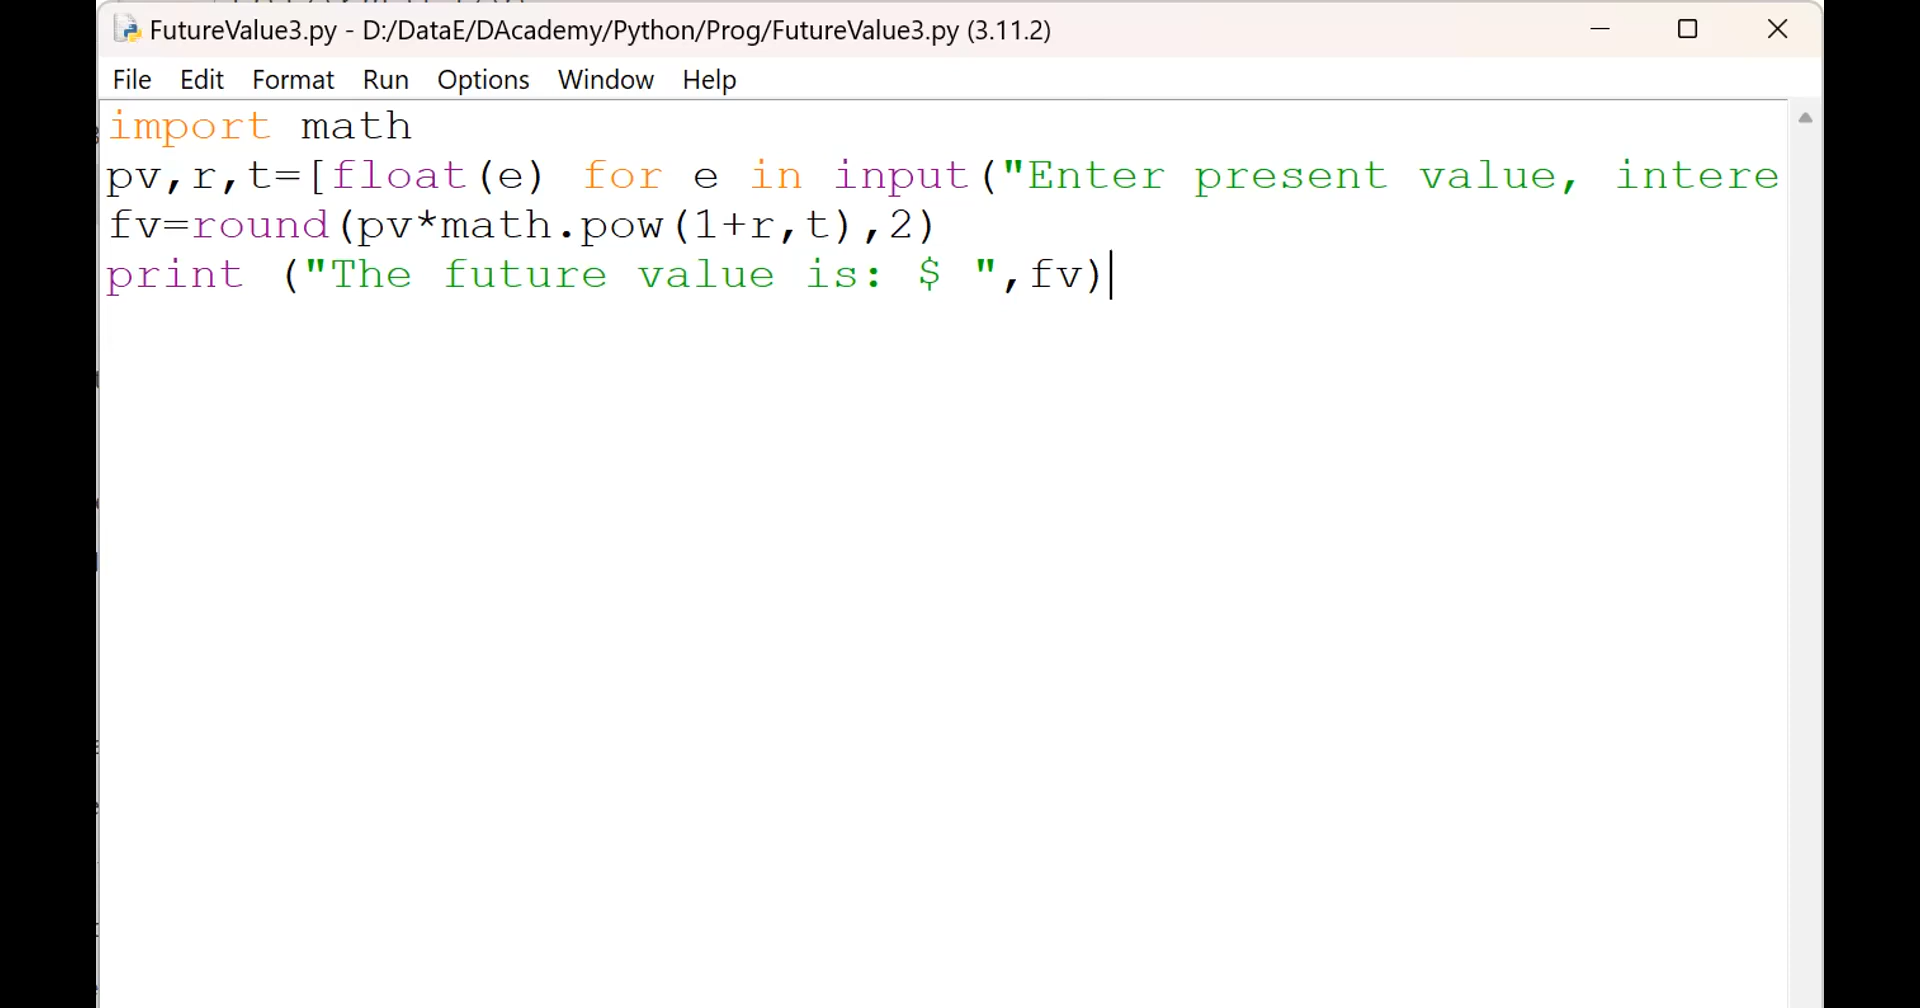 FutureValue3.py - D:/DataE/DAcademy/Python/Prog/FutureValue3.py (3.11.2)
File Edit Format Run Options Window Help
import math
pv,r,t=[float(e) for e in input("Enter present value, intere
fv=round(pv*math.pow(1+r,t),2)
print ("The future value is: $ ",fv)